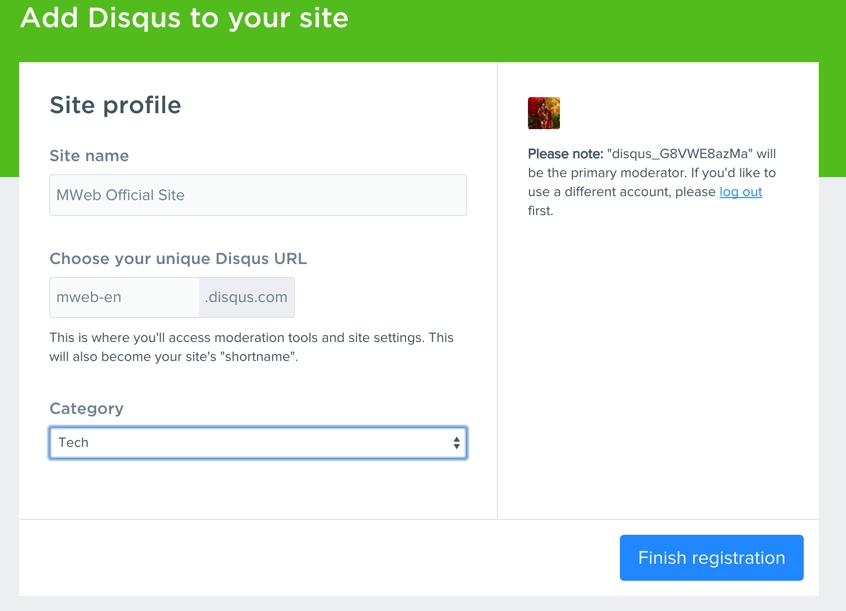 Add Disqus to your site
Site profile
Site name
MWeb Official Site
Choose your unique Disqus URL
mweb-en .disqus.com
This is where you'll access moderation tools and site settings. This
will also become your site's "shortname".
Category
Tech
Please note: "disqus_G8VWE8azMa" will
be the primary moderator. If you'd like to
use a different account, please log out
first.
Finish registration